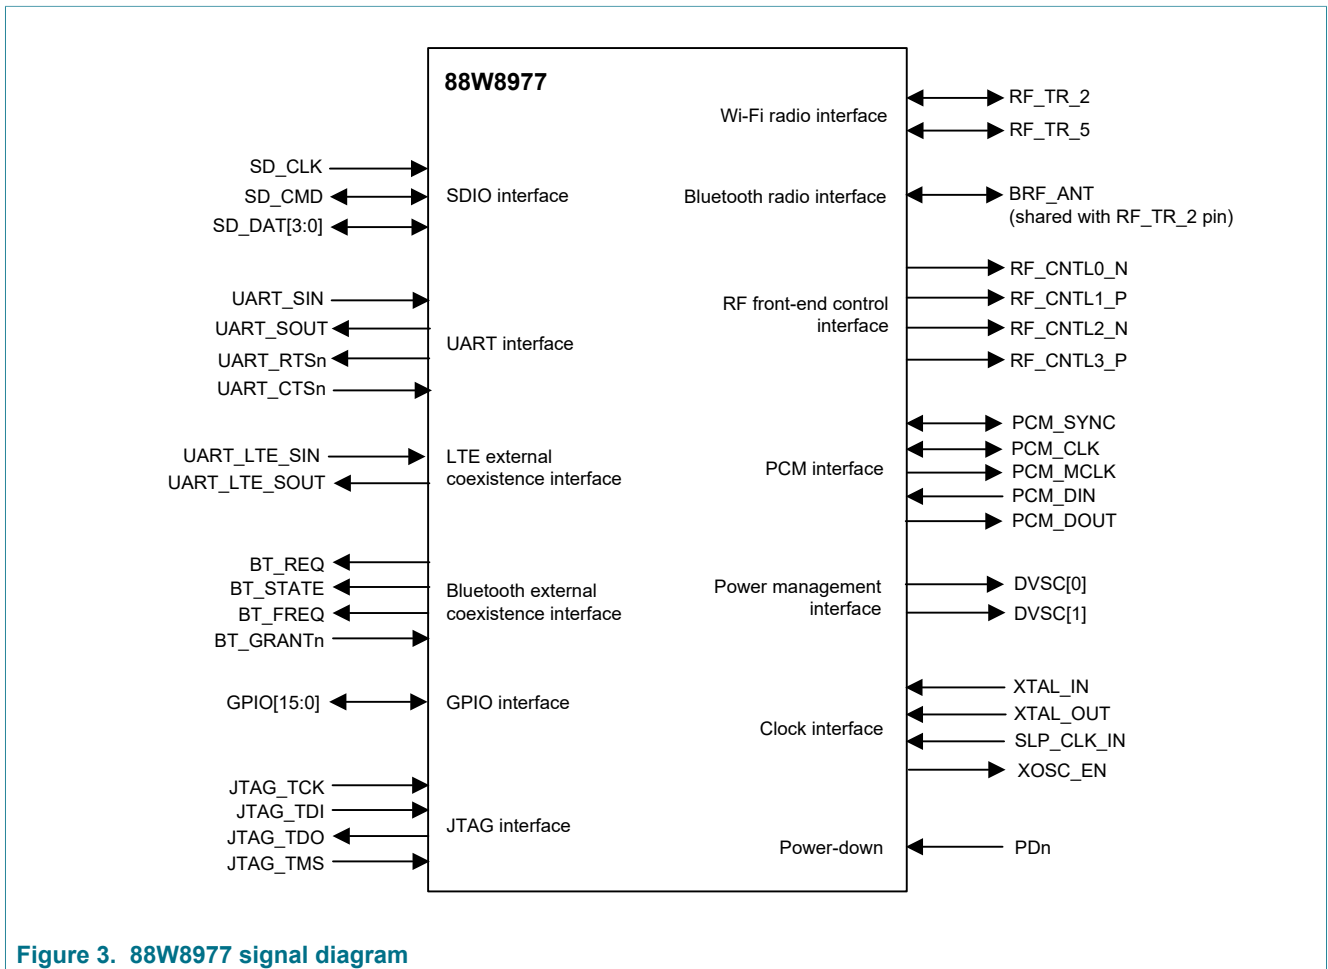 88W8977
SD_CLK
SD_CMD
SD_DAT[3:0]
SDIO interface
UART_SIN
UART_SOUT
UART_RTSn
UART_CTSn
UART interface
UART_LTE_SIN
UART_LTE_SOUT
LTE external
coexistence interface
BT_REQ
BT_STATE
BT_FREQ
BT_GRANTn
Bluetooth external
coexistence interface
GPIO[15:0]
GPIO interface
JTAG_TCK
JTAG_TDI
JTAG_TDO
JTAG_TMS
JTAG interface
Wi-Fi radio interface
RF_TR_2
RF_TR_5
Bluetooth radio interface
BRF_ANT
(shared with RF_TR_2 pin)
RF front-end control
interface
RF_CNTL0_N
RF_CNTL1_P
RF_CNTL2_N
RF_CNTL3_P
PCM interface
PCM_SYNC
PCM_CLK
PCM_MCLK
PCM_DIN
PCM_DOUT
Power management
interface
DVSC[0]
DVSC[1]
Clock interface
XTAL_IN
XTAL_OUT
SLP_CLK_IN
XOSC_EN
Power-down
PDn
Figure 3. 88W8977 signal diagram